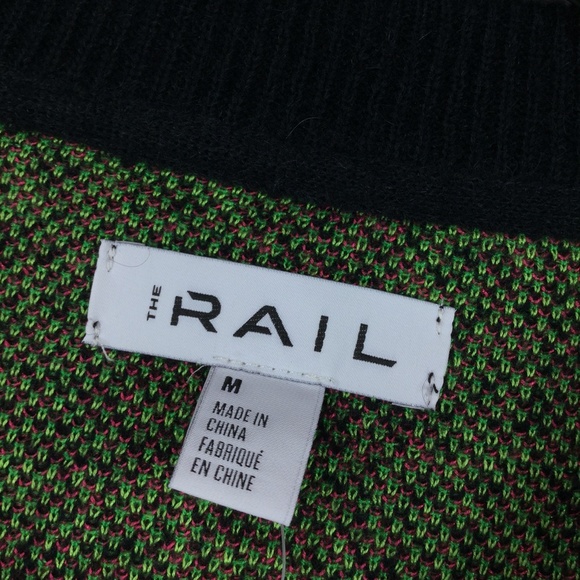 THE RAIL
M
MADE IN
CHINA
FABRIQUÉ
EN CHINE